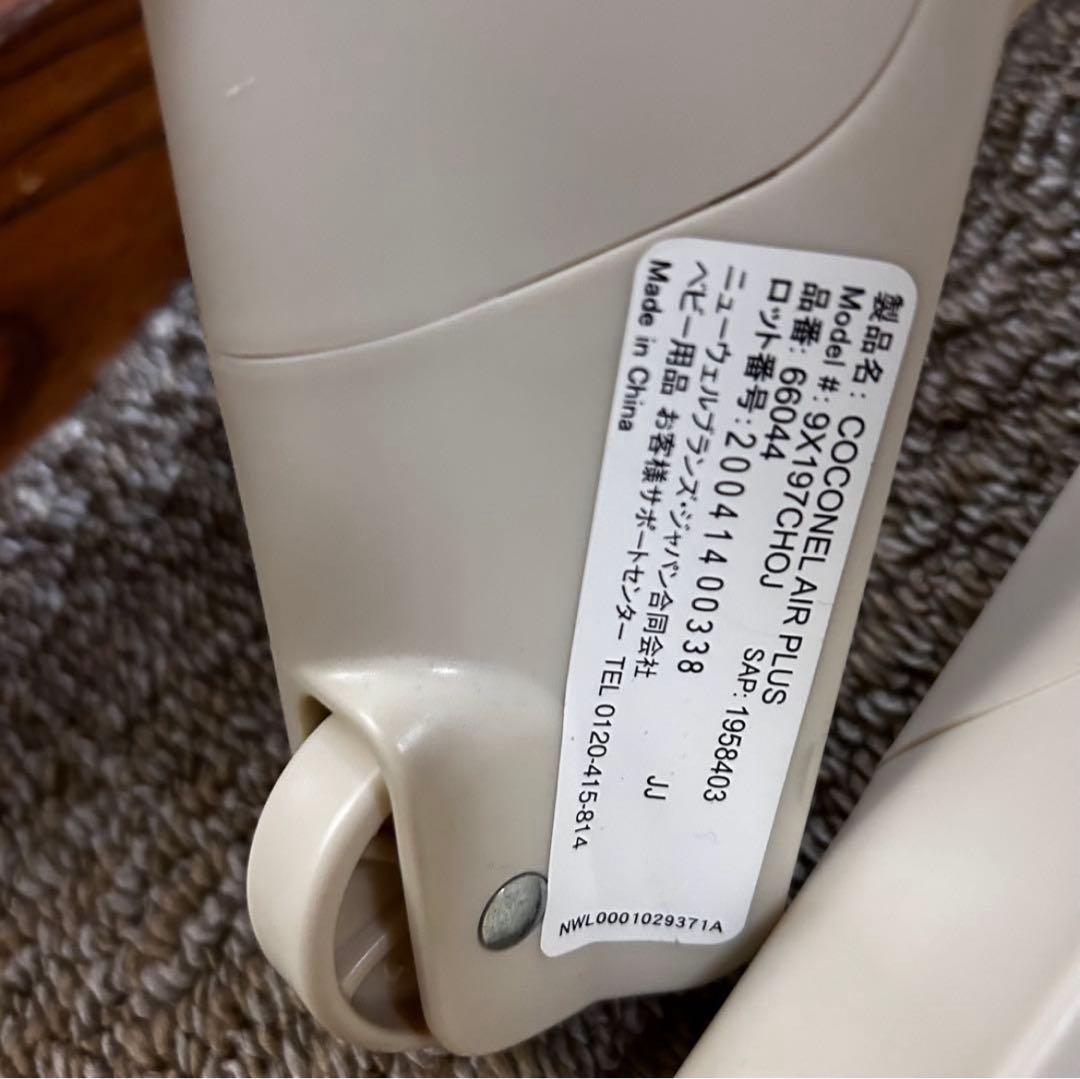 製品名: COCONEL AIR PLUS
Model #: 9X197CHOJ
品番: 66044 SAP: 1958403
ロット番号: 2004140033 8
ニューウェルブランズ・ジャパン合同会社 JJ
ベビー用品 お客様サポートセンター TEL 0120-415-814
Made in China
NWL0001029371A